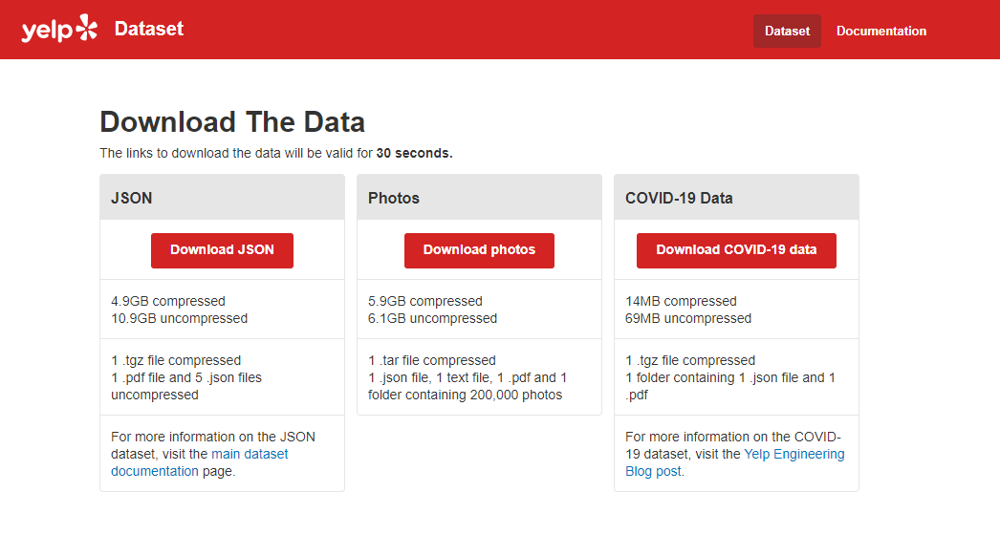 yelp Dataset
Dataset
Documentation
Download The Data
The links to download the data will be valid for 30 seconds.
JSON
Download JSON
4.9GB compressed
10.9GB uncompressed
1 .tgz file compressed
1 .pdf file and 5 .json files
uncompressed
For more information on the JSON
dataset, visit the main dataset
documentation page.
Photos
Download photos
5.9GB compressed
6.1GB uncompressed
1 .tar file compressed
1 .json file, 1 text file, 1 .pdf and 1
folder containing 200,000 photos
COVID-19 Data
Download COVID-19 data
14MB compressed
69MB uncompressed
1 .tgz file compressed
1 folder containing 1 .json file and 1
.pdf
For more information on the COVID-
19 dataset, visit the Yelp Engineering
Blog post.